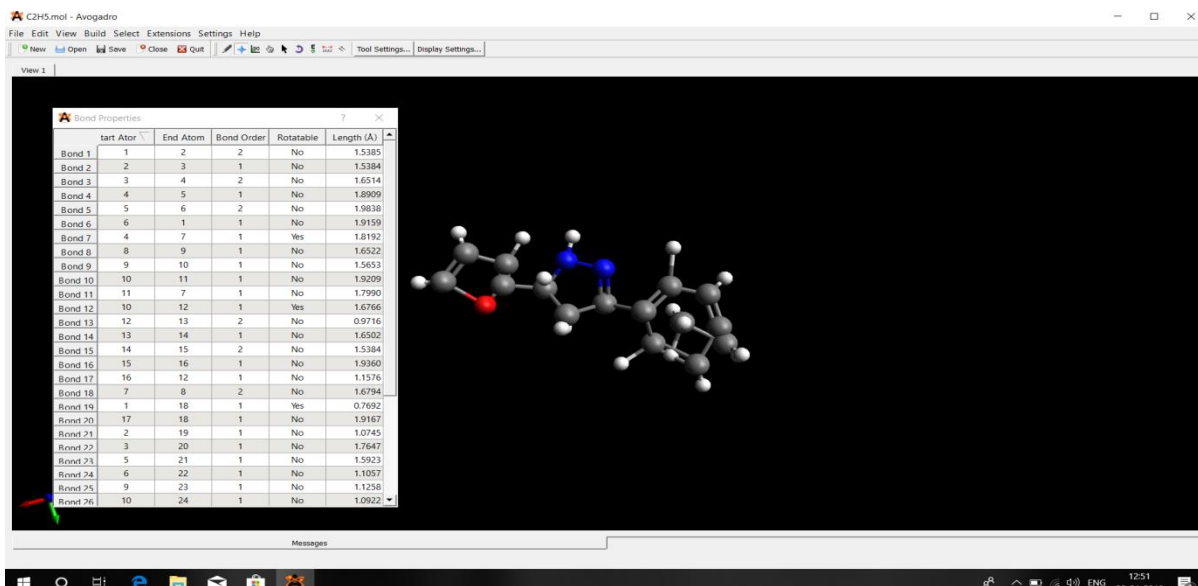 C2H5.mol - Avogadro
File Edit View Build Select Extensions Settings Help
New Open Save Close Quit Tool Settings... Display Settings...
View 1
Bond Properties ?
tart Ator End Atom Bond Order Rotatable Length (Å)
Bond 1 1 2 2 No 1.5385
Bond 2 2 3 1 No 1.5384
Bond 3 3 4 2 No 1.6514
Bond 4 4 5 1 No 1.8909
Bond 5 5 6 2 No 1.9838
Bond 6 6 1 1 No 1.9159
Bond 7 4 7 1 Yes 1.8192
Bond 8 8 9 1 No 1.6522
Bond 9 9 10 1 No 1.5653
Bond 10 10 11 1 No 1.9209
Bond 11 11 7 1 No 1.7990
Bond 12 10 12 1 Yes 1.6766
Bond 13 12 13 2 No 0.9716
Bond 14 13 14 1 No 1.6502
Bond 15 14 15 2 No 1.5384
Bond 16 15 16 1 No 1.9360
Bond 17 16 12 1 No 1.1576
Bond 18 7 8 2 No 1.6794
Bond 19 1 18 1 Yes 0.7692
Bond 20 17 18 1 No 1.9167
Bond 21 2 19 1 No 1.0745
Bond 22 3 20 1 No 1.7647
Bond 23 5 21 1 No 1.5923
Bond 24 6 22 1 No 1.1057
Bond 25 9 23 1 No 1.1258
Bond 26 10 24 1 No 1.0922
Messages
ENG 12:51